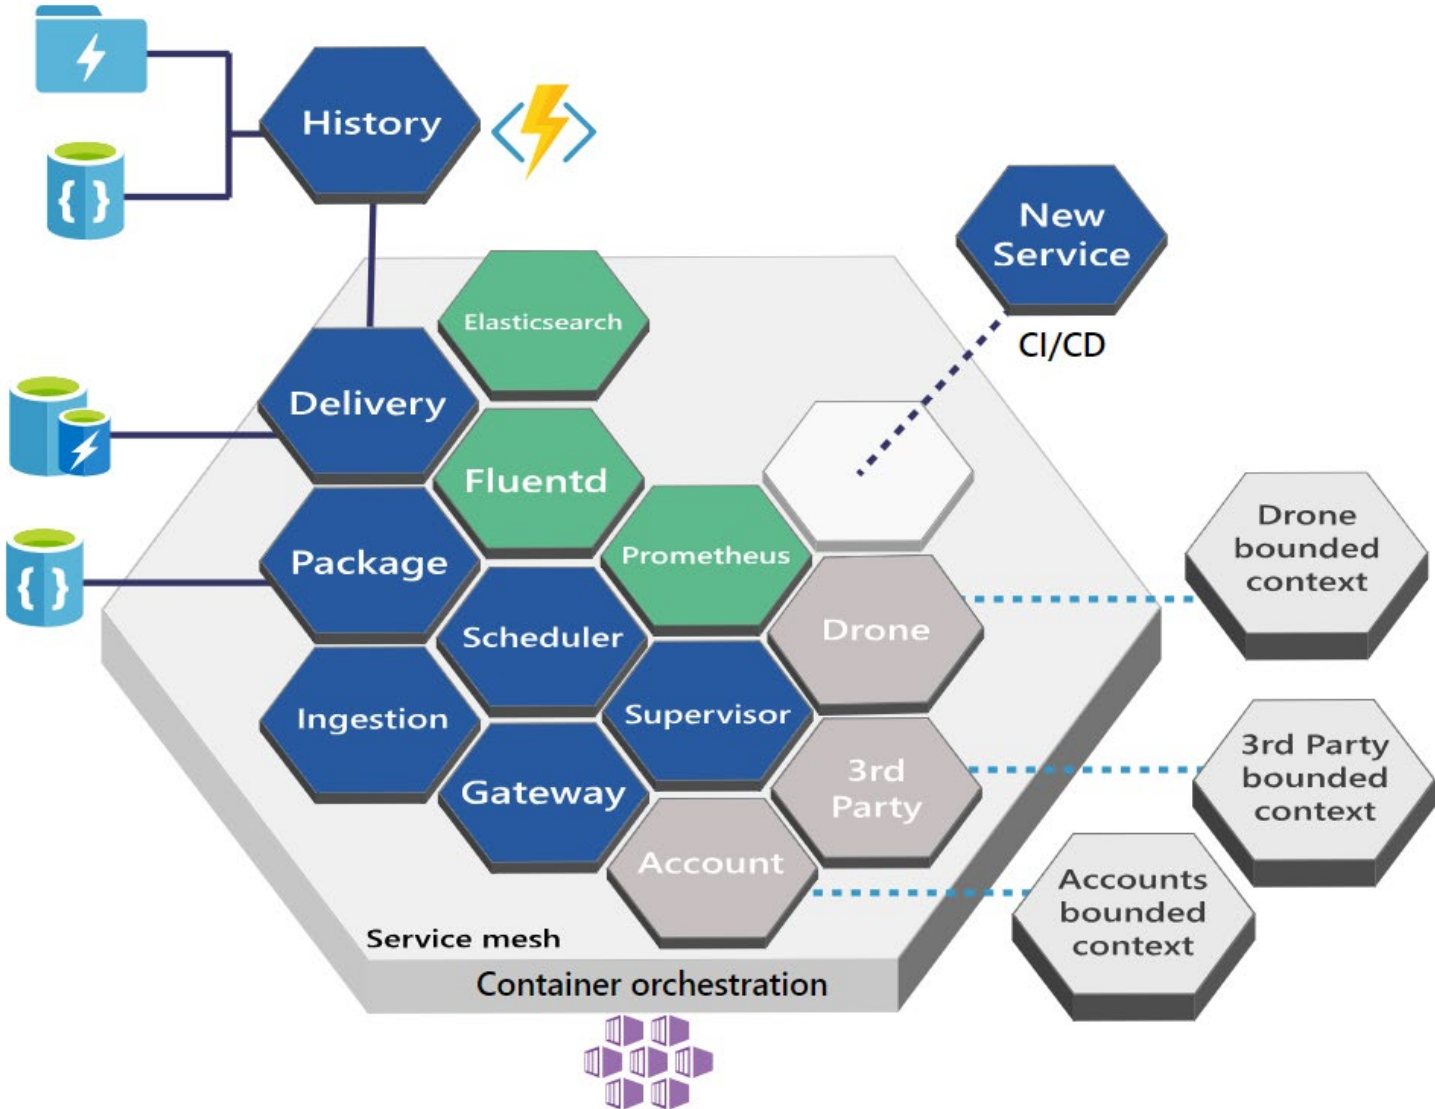 History
New
Service
CI/CD
Elasticsearch
Delivery
Fluentd
Package
Prometheus
Drone
bounded
context
Scheduler
Drone
Ingestion
Supervisor
Gateway
3rd
Party
3rd Party
bounded
context
Account
Accounts
bounded
context
Service mesh
Container orchestration